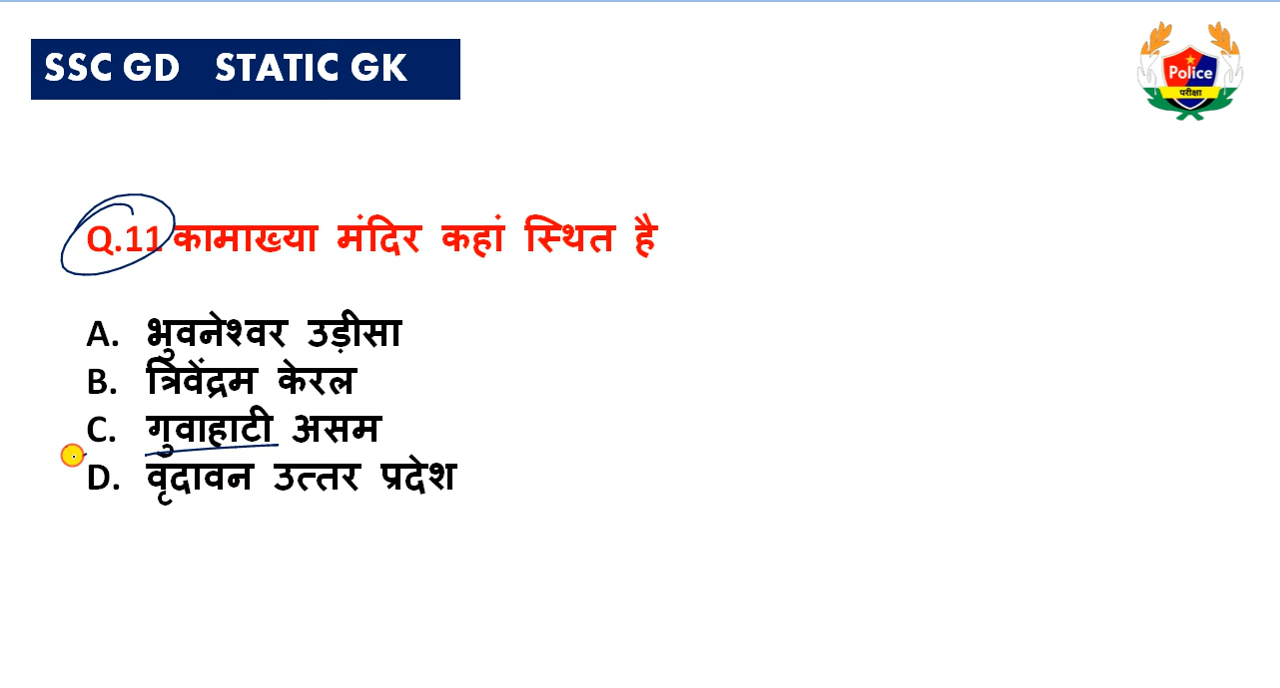 SSC GD STATIC GK
Police
परीक्षा
Q.11 कामाख्या मंदिर कहां स्थित है
A. भुवनेश्वर उड़ीसा
B. त्रिवेंद्रम केरल
C. गुवाहाटी असम
D. वृदावन उत्तर प्रदेश